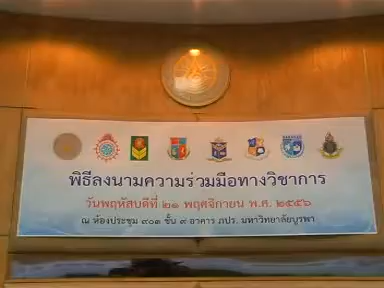 พิธีลงนามความร่วมมือทางวิชาการ
วันพฤหัสบดีที่ ๒๑ พฤศจิกายน พ.ศ. ๒๕๕๖
ณ ห้องประชุม ๙๐๑ ชั้น ๙ อาคาร ภปร. มหาวิทยาลัยบูรพา